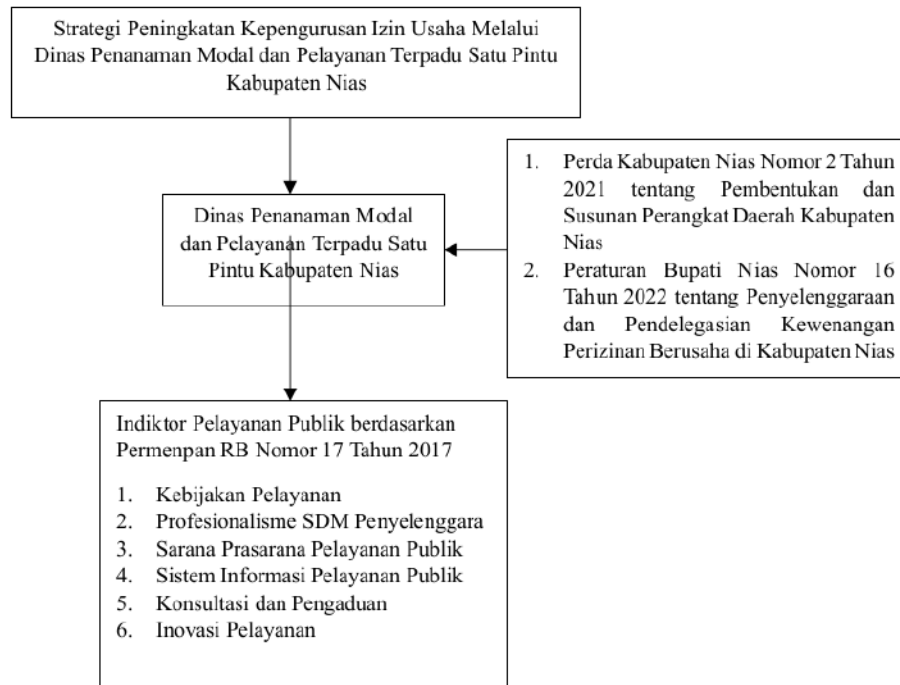 Strategi Peningkatan Kepengurusan Izin Usaha Melalui
Dinas Penanaman Modal dan Pelayanan Terpadu Satu Pintu
Kabupaten Nias
1. Perda Kabupaten Nias Nomor 2 Tahun
2021 tentang Pembentukan dan
Susunan Perangkat Daerah Kabupaten
Nias
2. Peraturan Bupati Nias Nomor 16
Tahun 2022 tentang Penyelenggaraan
dan Pendelegasian Kewenangan
Perizinan Berusaha di Kabupaten Nias
Dinas Penanaman Modal
dan Pelayanan Terpadu Satu
Pintu Kabupaten Nias
Indiktor Pelayanan Publik berdasarkan
Permenpan RB Nomor 17 Tahun 2017
1. Kebijakan Pelayanan
2. Profesionalisme SDM Penyelenggara
3. Sarana Prasarana Pelayanan Publik
4. Sistem Informasi Pelayanan Publik
5. Konsultasi dan Pengaduan
6. Inovasi Pelayanan